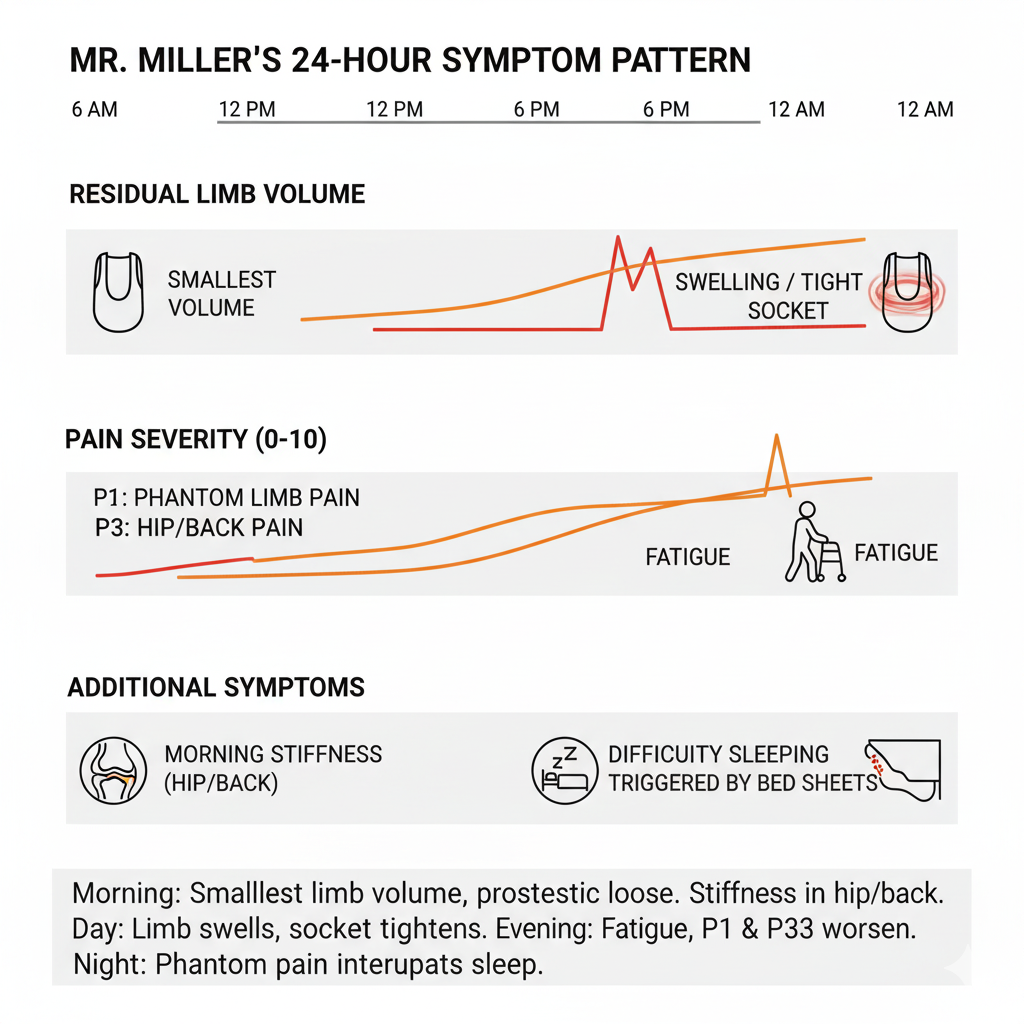 MR. MILLER'S 24-HOUR SYMPTOM PATTERN
6 AM 12 PM 12 PM 6 PM 6 PM 12 AM 12 AM
RESIDUAL LIMB VOLUME
SMALLEST
VOLUME
SWELLING / TIGHT
SOCKET
PAIN SEVERITY (0-10)
P1: PHANTOM LIMB PAIN
P3: HIP/BACK PAIN
FATIGUE
FATIGUE
ADDITIONAL SYMPTOMS
MORNING STIFFNESS
(HIP/BACK)
zZ
DIFFICUITY SLEEPING
TRIGGERED BY BED SHEETS
Morning: Smalllest limb volume, prostestic loose. Stiffness in hip/back.
Day: Limb swells, socket tightens. Evening: Fatigue, P1 & P33 worsen.
Night: Phantom pain interupats sleep.